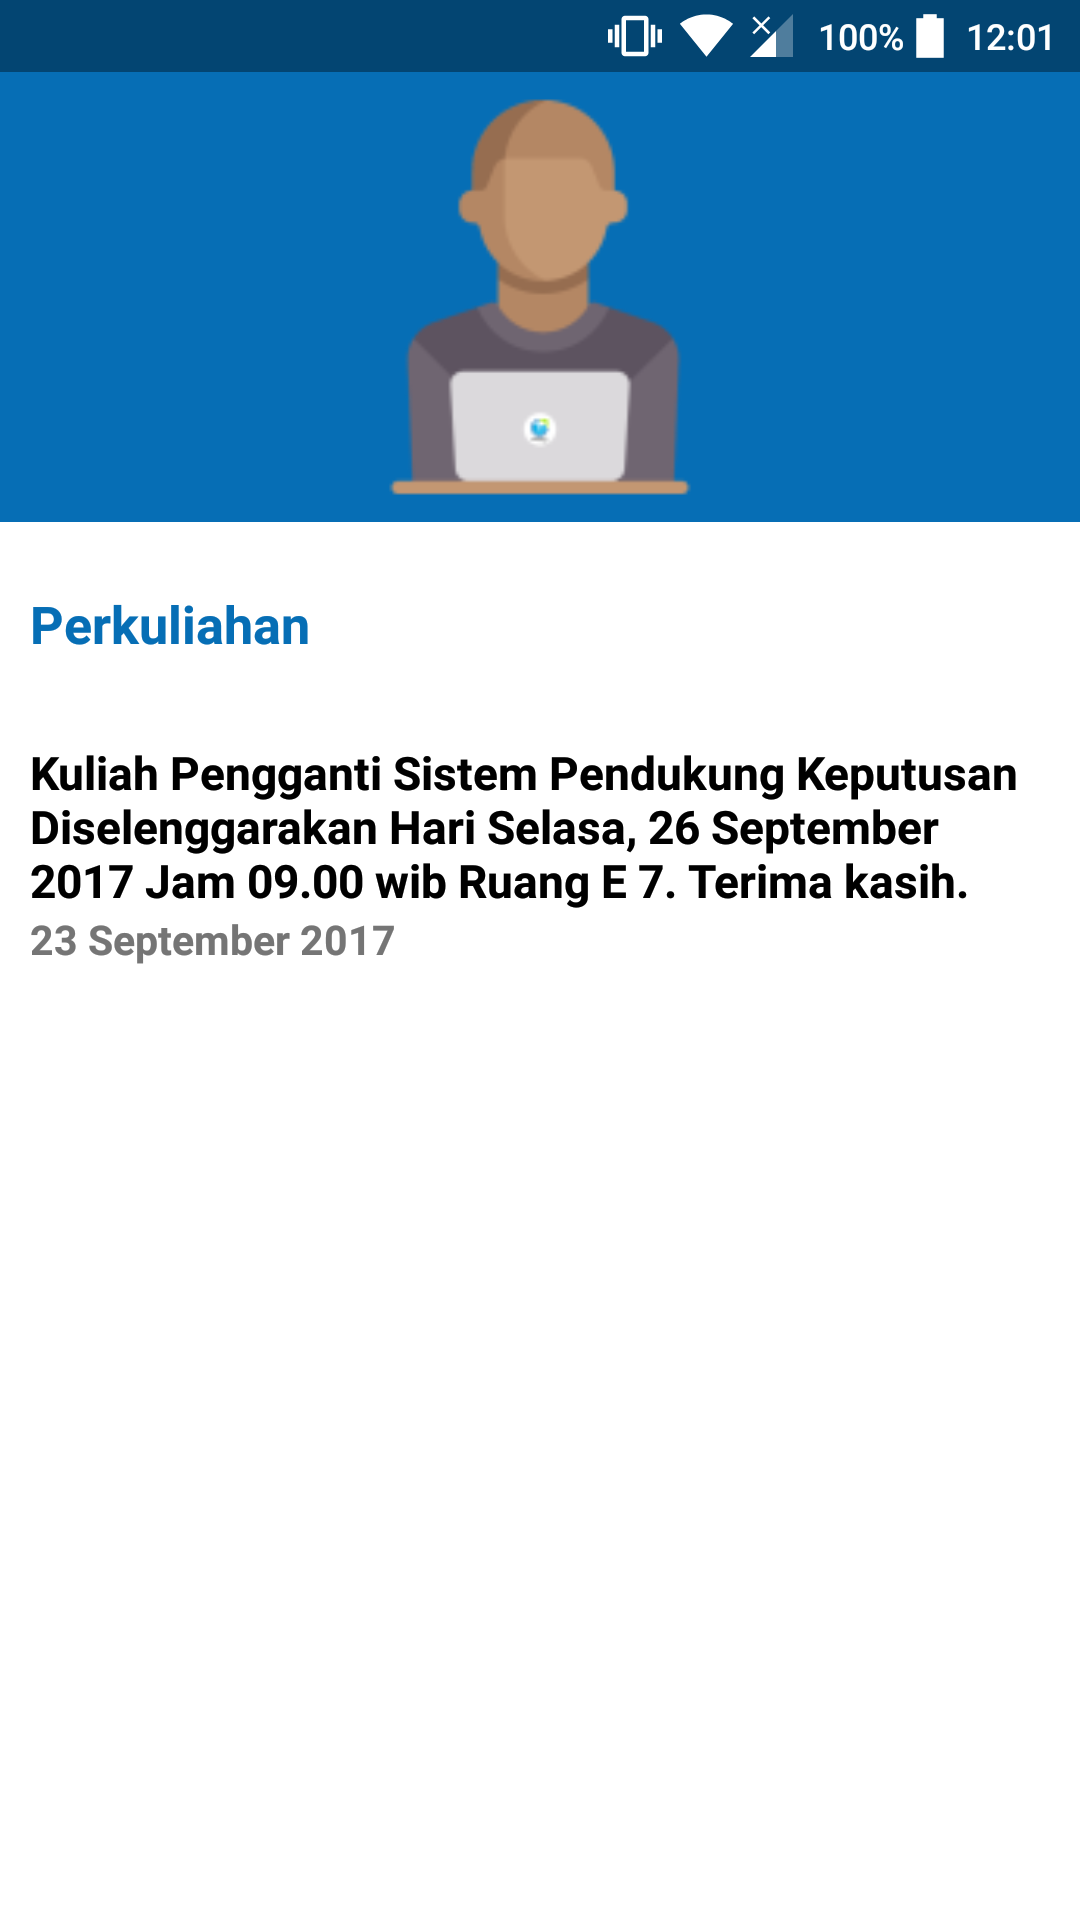 100% 12:01
Perkuliahan
Kuliah Pengganti Sistem Pendukung Keputusan
Diselenggarakan Hari Selasa, 26 September
2017 Jam 09.00 wib Ruang E 7. Terima kasih.
23 September 2017